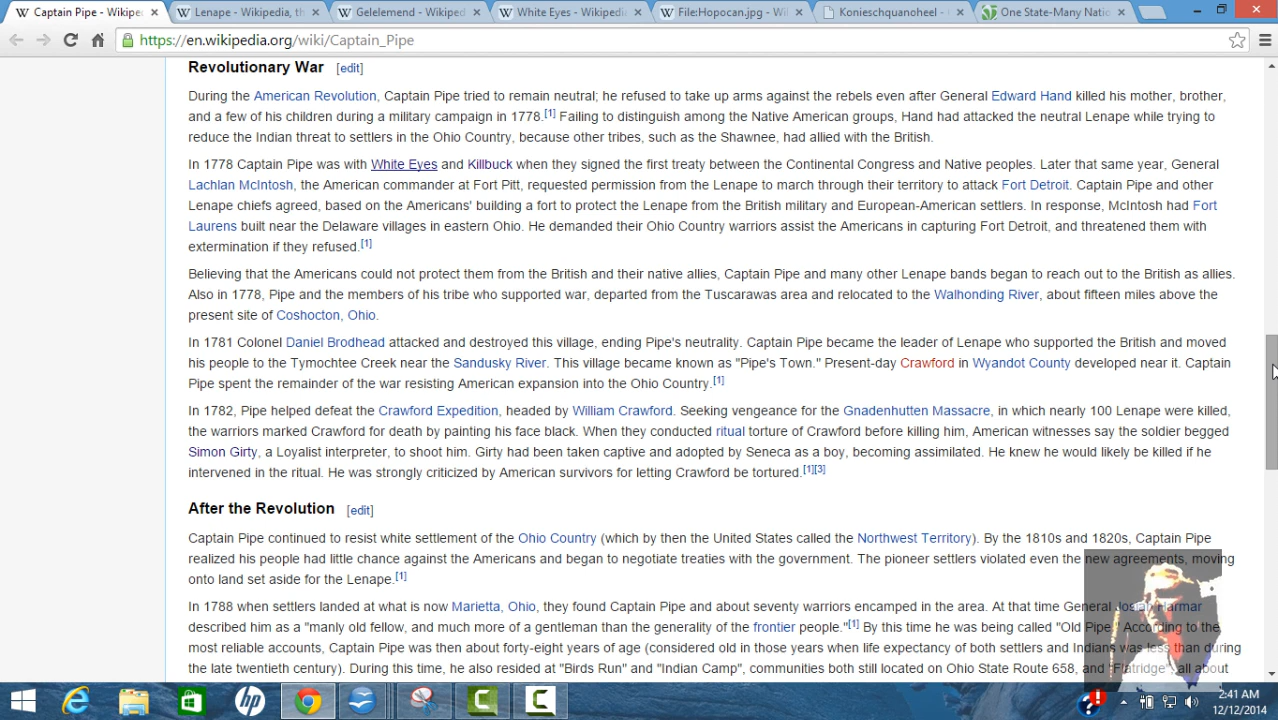 Captain Pipe - Wikipe
Lenape - Wikipedia, th
Gelelemend - Wikiped
White Eyes - Wikipedi
File:Hopocan.jpg - Wi
Konieschquanoheel -
One State-Many Natio
https://en.wikipedia.org/wiki/Captain_Pipe
Revolutionary War [edit]
During the American Revolution, Captain Pipe tried to remain neutral; he refused to take up arms against the rebels even after General Edward Hand killed his mother, brother,
and a few of his children during a military campaign in 1778.[1] Failing to distinguish among the Native American groups, Hand had attacked the neutral Lenape while trying to
reduce the Indian threat to settlers in the Ohio Country, because other tribes, such as the Shawnee, had allied with the British.
In 1778 Captain Pipe was with White Eyes and Killbuck when they signed the first treaty between the Continental Congress and Native peoples. Later that same year, General
Lachlan McIntosh, the American commander at Fort Pitt, requested permission from the Lenape to march through their territory to attack Fort Detroit. Captain Pipe and other
Lenape chiefs agreed, based on the Americans' building a fort to protect the Lenape from the British military and European-American settlers. In response, McIntosh had Fort
Laurens built near the Delaware villages in eastern Ohio. He demanded their Ohio Country warriors assist the Americans in capturing Fort Detroit, and threatened them with
extermination if they refused.[1]
Believing that the Americans could not protect them from the British and their native allies, Captain Pipe and many other Lenape bands began to reach out to the British as allies.
Also in 1778, Pipe and the members of his tribe who supported war, departed from the Tuscarawas area and relocated to the Walhonding River, about fifteen miles above the
present site of Coshocton, Ohio.
In 1781 Colonel Daniel Brodhead attacked and destroyed this village, ending Pipe's neutrality. Captain Pipe became the leader of Lenape who supported the British and moved
his people to the Tymochtee Creek near the Sandusky River. This village became known as "Pipe's Town." Present-day Crawford in Wyandot County developed near it. Captain
Pipe spent the remainder of the war resisting American expansion into the Ohio Country.[1]
In 1782, Pipe helped defeat the Crawford Expedition, headed by William Crawford. Seeking vengeance for the Gnadenhutten Massacre, in which nearly 100 Lenape were killed,
the warriors marked Crawford for death by painting his face black. When they conducted ritual torture of Crawford before killing him, American witnesses say the soldier begged
Simon Girty, a Loyalist interpreter, to shoot him. Girty had been taken captive and adopted by Seneca as a boy, becoming assimilated. He knew he would likely be killed if he
intervened in the ritual. He was strongly criticized by American survivors for letting Crawford be tortured.[1][3]
After the Revolution [edit]
Captain Pipe continued to resist white settlement of the Ohio Country (which by then the United States called the Northwest Territory). By the 1810s and 1820s, Captain Pipe
realized his people had little chance against the Americans and began to negotiate treaties with the government. The pioneer settlers violated even the new agreements, moving
onto land set aside for the Lenape.[1]
In 1788 when settlers landed at what is now Marietta, Ohio, they found Captain Pipe and about seventy warriors encamped in the area. At that time General Josiah Harmar
described him as a "manly old fellow, and much more of a gentleman than the generality of the frontier people."[1] By this time he was being called "Old Pipe." According to the
most reliable accounts, Captain Pipe was then about forty-eight years of age (considered old in those years when life expectancy of both settlers and Indians was less than during
the late twentieth century). During this time, he also resided at "Birds Run" and "Indian Camp", communities both still located on Ohio State Route 658, and "Flatridge", all about
hp
2:41 AM
12/12/2014